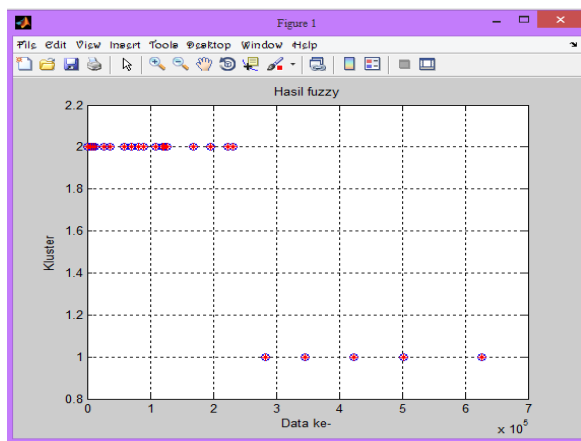 Figure 1
File Edit View Insert Tools Desktop Window Help
Hasil fuzzy
2.2
2
1.8
1.6
1.4
1.2
1
0.8
Kluster
0 1 2 3 4 5 6 7
Data ke-
x 10^5